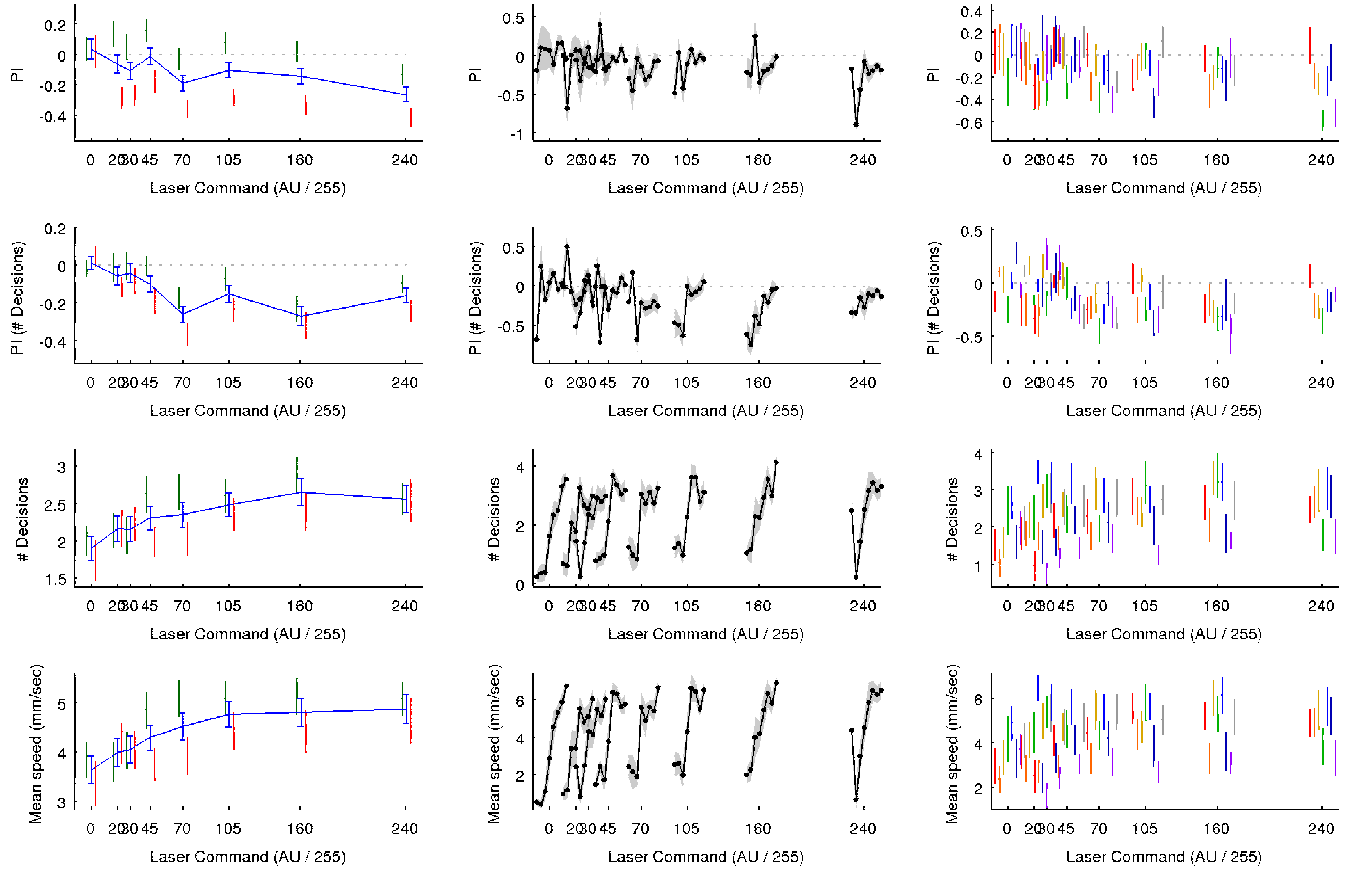 PI
0.2
0
-0.2
-0.4
0 20 30 45 70 105 160 240
Laser Command (AU / 255)
PI
0.5
0
-0.5
-1
0 20 30 45 70 105 160 240
Laser Command (AU / 255)
PI
0.4
0.2
0
-0.2
-0.4
-0.6
0 20 30 45 70 105 160 240
Laser Command (AU / 255)
PI (# Decisions)
0.2
0
-0.2
-0.4
0 20 30 45 70 105 160 240
Laser Command (AU / 255)
PI (# Decisions)
0.5
0
-0.5
0 20 30 45 70 105 160 240
Laser Command (AU / 255)
PI (# Decisions)
0.5
0
-0.5
0 20 30 45 70 105 160 240
Laser Command (AU / 255)
# Decisions
3
2.5
2
1.5
0 20 30 45 70 105 160 240
Laser Command (AU / 255)
# Decisions
4
2
0
0 20 30 45 70 105 160 240
Laser Command (AU / 255)
# Decisions
4
3
2
1
0 20 30 45 70 105 160 240
Laser Command (AU / 255)
Mean speed (mm/sec)
5
4
3
0 20 30 45 70 105 160 240
Laser Command (AU / 255)
Mean speed (mm/sec)
6
4
2
0 20 30 45 70 105 160 240
Laser Command (AU / 255)
Mean speed (mm/sec)
6
4
2
0 20 30 45 70 105 160 240
Laser Command (AU / 255)